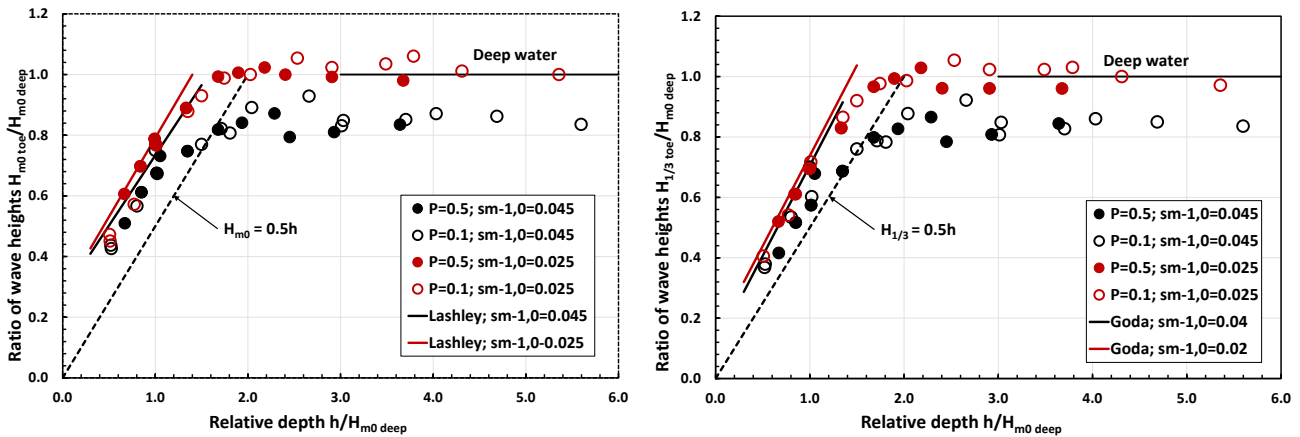 Ratio of wave heights Hm0 toe/Hm0 deep
1.4
1.2
1.0
0.8
0.6
0.4
0.2
0.0
Deep water
Hm0 = 0.5h
P=0.5; sm-1,0=0.045
P=0.1; sm-1,0=0.045
P=0.5; sm-1,0=0.025
P=0.1; sm-1,0=0.025
Lashley; sm-1,0=0.045
Lashley; sm-1,0-0.025
0.0 1.0 2.0 3.0 4.0 5.0 6.0
Relative depth h/Hm0 deep
Ratio of wave heights H1/3 toe/Hm0 deep
1.2
1.0
0.8
0.6
0.4
0.2
0.0
Deep water
H1/3 = 0.5h
P=0.5; sm-1,0=0.045
P=0.1; sm-1,0=0.045
P=0.5; sm-1,0=0.025
P=0.1; sm-1,0=0.025
Goda; sm-1,0=0.04
Goda; sm-1,0=0.02
0.0 1.0 2.0 3.0 4.0 5.0 6.0
Relative depth h/Hm0 deep